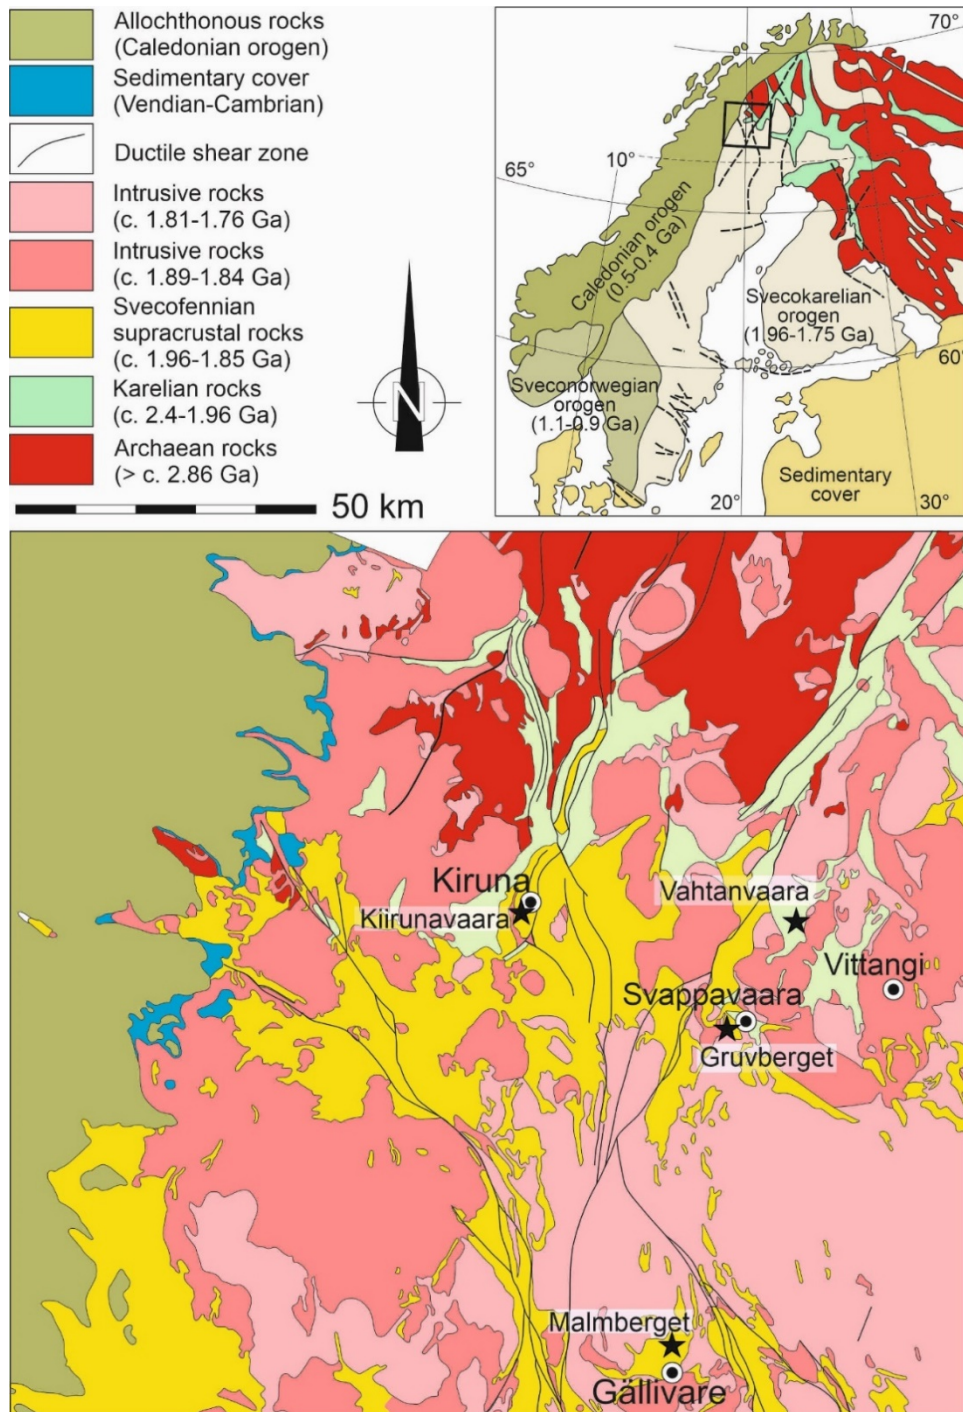 Allochthonous rocks
(Caledonian orogen)
Sedimentary cover
(Vendian-Cambrian)
Ductile shear zone
Intrusive rocks
(c. 1.81-1.76 Ga)
Intrusive rocks
(c. 1.89-1.84 Ga)
Svecofennian
supracrustal rocks
(c. 1.96-1.85 Ga)
Karelian rocks
(c. 2.4-1.96 Ga)
Archaean rocks
(> c. 2.86 Ga)
N
50 km
70°
65°
10°
Caledonian orogen
(0.5-0.4 Ga)
Svecokarelian
orogen
(1.96-1.75 Ga)
60°
Sveconorwegian
orogen
(1.1-0.9 Ga)
Sedimentary
cover
20°
30°
Kiruna
Kiirunavaara
Vahtanvaara
Vittangi
Svappavaara
Gruvberget
Malmberget
Gällivare